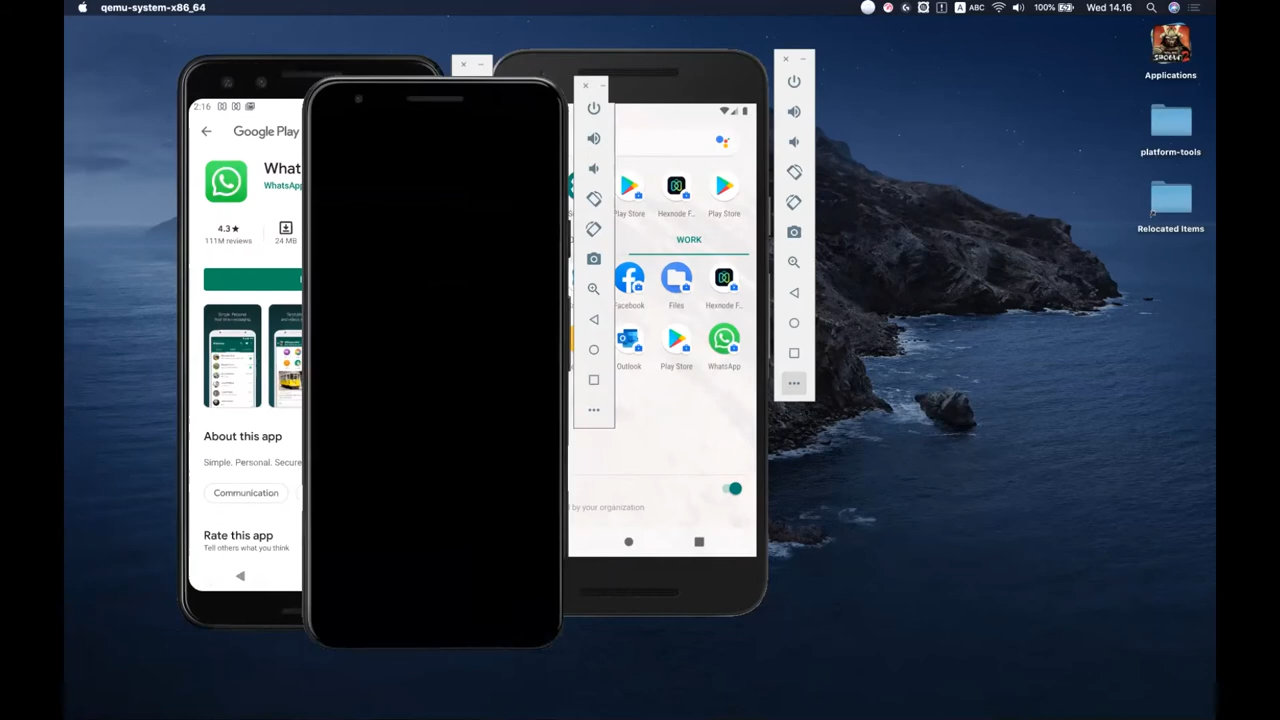 qemu-system-x86_64
A ABC
100%
Wed 14.16
Applications
platform-tools
Relocated Items
2:16
Google Play
What
WhatsApp
4.3★
111M reviews
24 MB
About this app
Simple. Personal. Secure
Communication
Rate this app
Tell others what you think
Play Store
Hexnode F...
Play Store
WORK
Facebook
Files
Hexnode F...
Outlook
Play Store
WhatsApp
by your organization